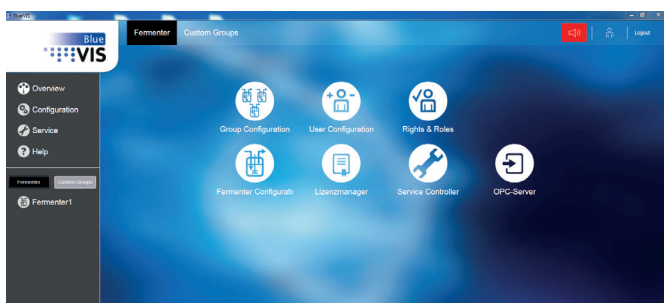 BlueVIS
Blue
VIS
Fermenter Custom Groups
Logout
Overview
Configuration
Service
Help
Fermenter Custom Groups
Fermenter1
Group Configuration User Configuration Rights & Roles
Fermenter Configurati Lizenzmanager Service Controller OPC-Server